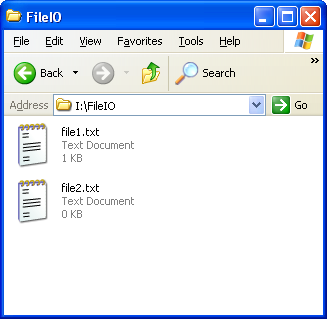 FileIO
File Edit View Favorites Tools Help
Back Search
Address I:\FileIO Go
file1.txt
Text Document
1 KB
file2.txt
Text Document
0 KB